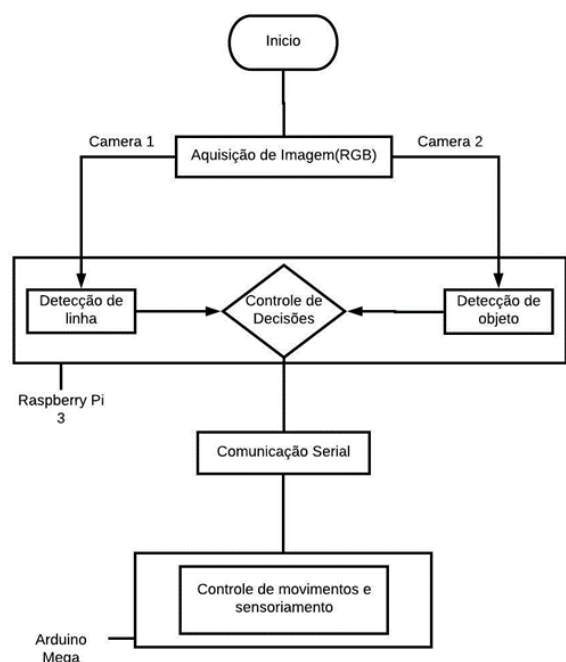 Inicio
Camera 1
Aquisição de Imagem(RGB)
Camera 2
Detecção de
linha
Controle de
Decisões
Detecção de
objeto
Raspberry Pi
3
Comunicação Serial
Controle de movimentos e
sensoriamento
Arduino
Mega